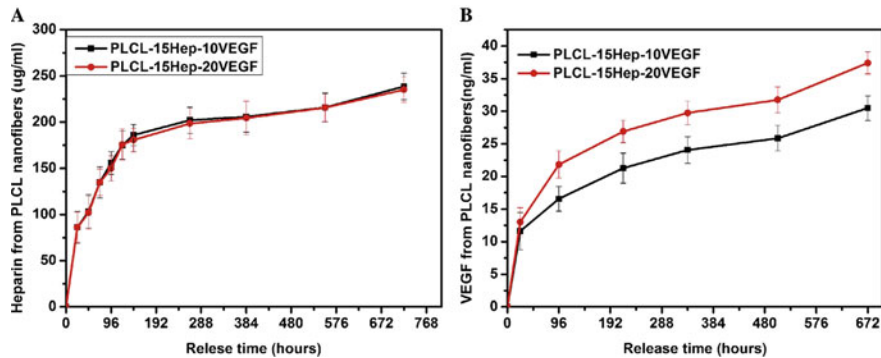 A
PLCL-15Hep-10VEGF
PLCL-15Hep-20VEGF
Heparin from PLCL nanofibers (ug/ml)
300
250
200
150
100
50
0
0 96 192 288 384 480 576 672 768
Relese time (hours)
B
PLCL-15Hep-10VEGF
PLCL-15Hep-20VEGF
VEGF from PLCL nanofibers(ng/ml)
40
35
30
25
20
15
10
5
0
0 96 192 288 384 480 576 672
Release time (hours)